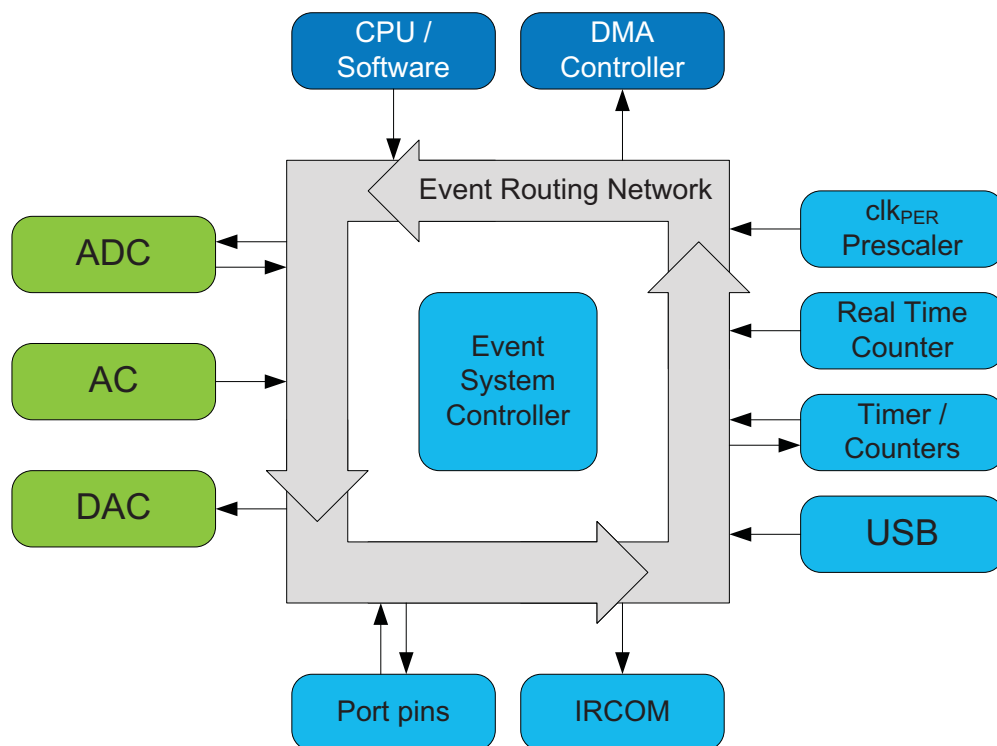 CPU /
Software
DMA
Controller
Event Routing Network
ADC
clkPER
Prescaler
Event
System
Controller
Real Time
Counter
AC
Timer /
Counters
DAC
USB
Port pins
IRCOM